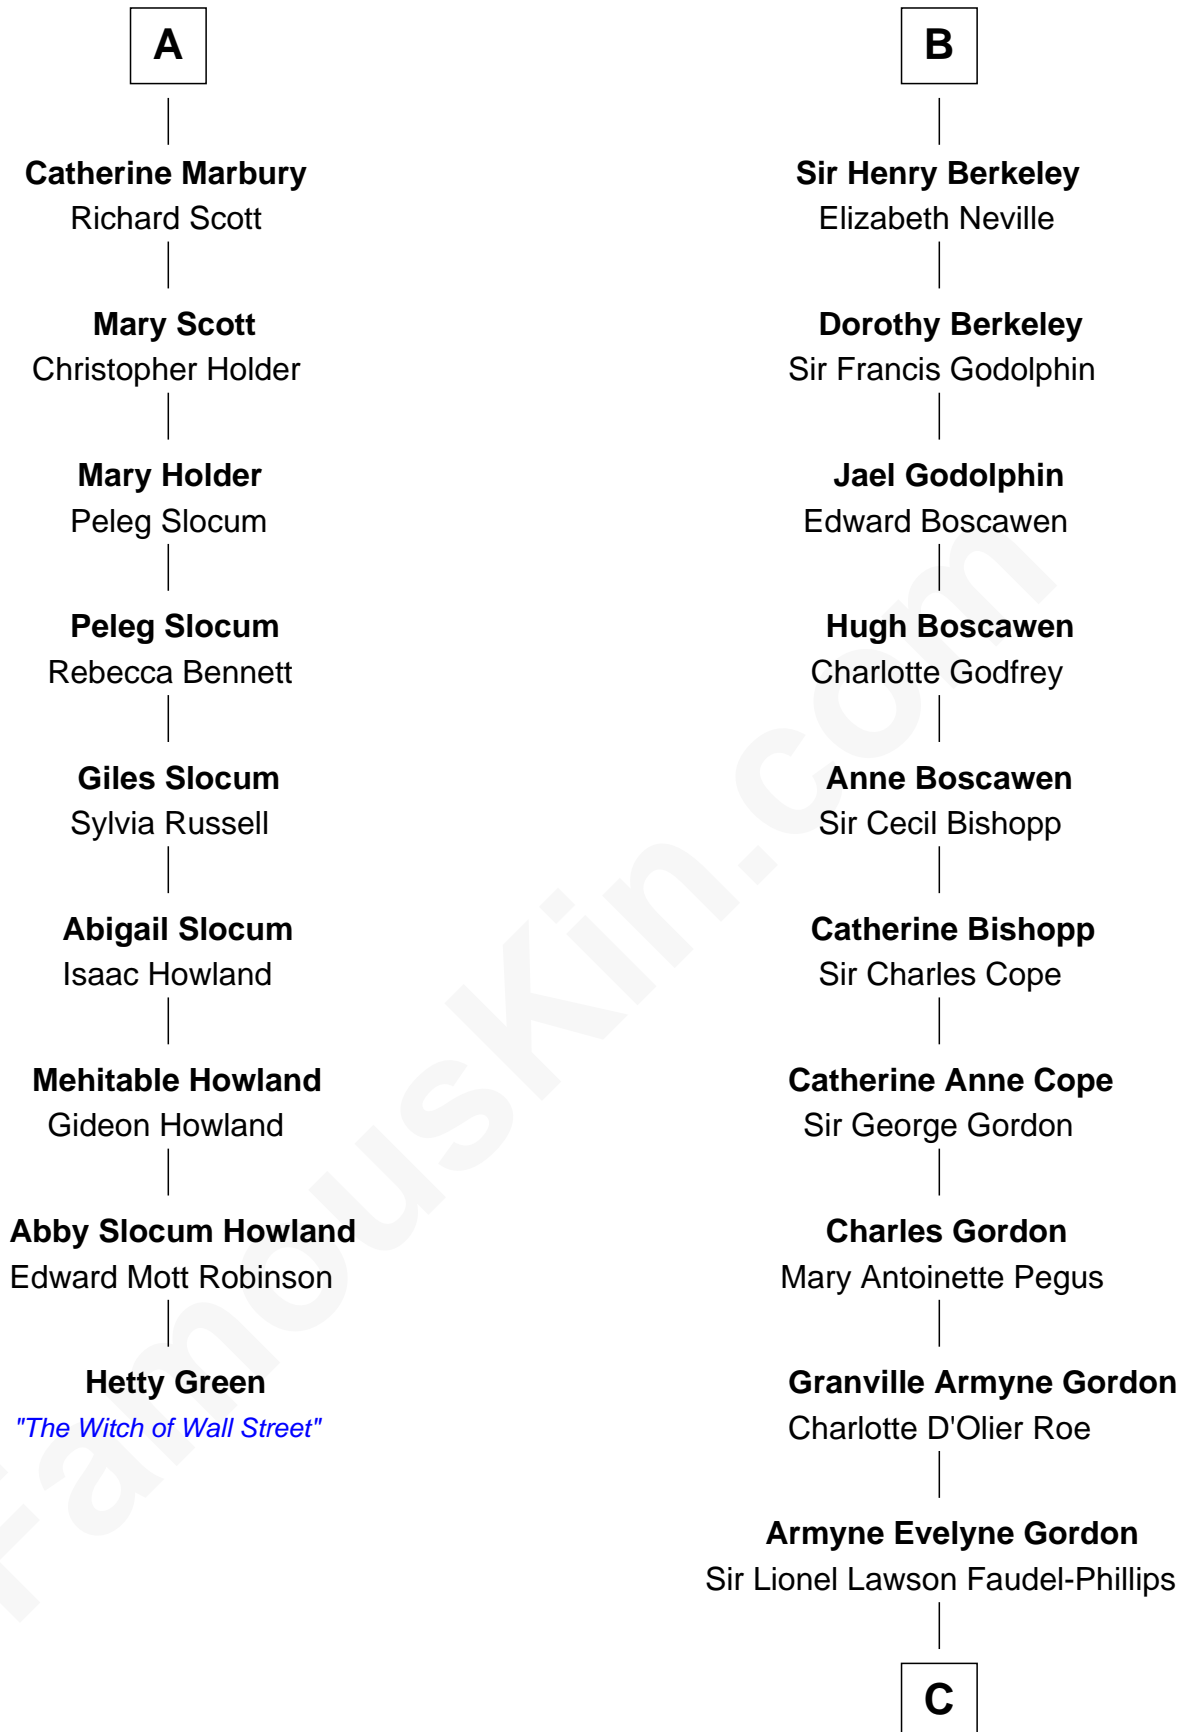 A
Catherine Marbury
Richard Scott
Mary Scott
Christopher Holder
Mary Holder
Peleg Slocum
Peleg Slocum
Rebecca Bennett
Giles Slocum
Sylvia Russell
Abigail Slocum
Isaac Howland
Mehitable Howland
Gideon Howland
Abby Slocum Howland
Edward Mott Robinson
Hetty Green
"The Witch of Wall Street"
B
Sir Henry Berkeley
Elizabeth Neville
Dorothy Berkeley
Sir Francis Godolphin
Jael Godolphin
Edward Boscawen
Hugh Boscawen
Charlotte Godfrey
Anne Boscawen
Sir Cecil Bishopp
Catherine Bishopp
Sir Charles Cope
Catherine Anne Cope
Sir George Gordon
Charles Gordon
Mary Antoinette Pegus
Granville Armyne Gordon
Charlotte D'Olier Roe
Armyne Evelyne Gordon
Sir Lionel Lawson Faudel-Phillips
C
FamousKin.com